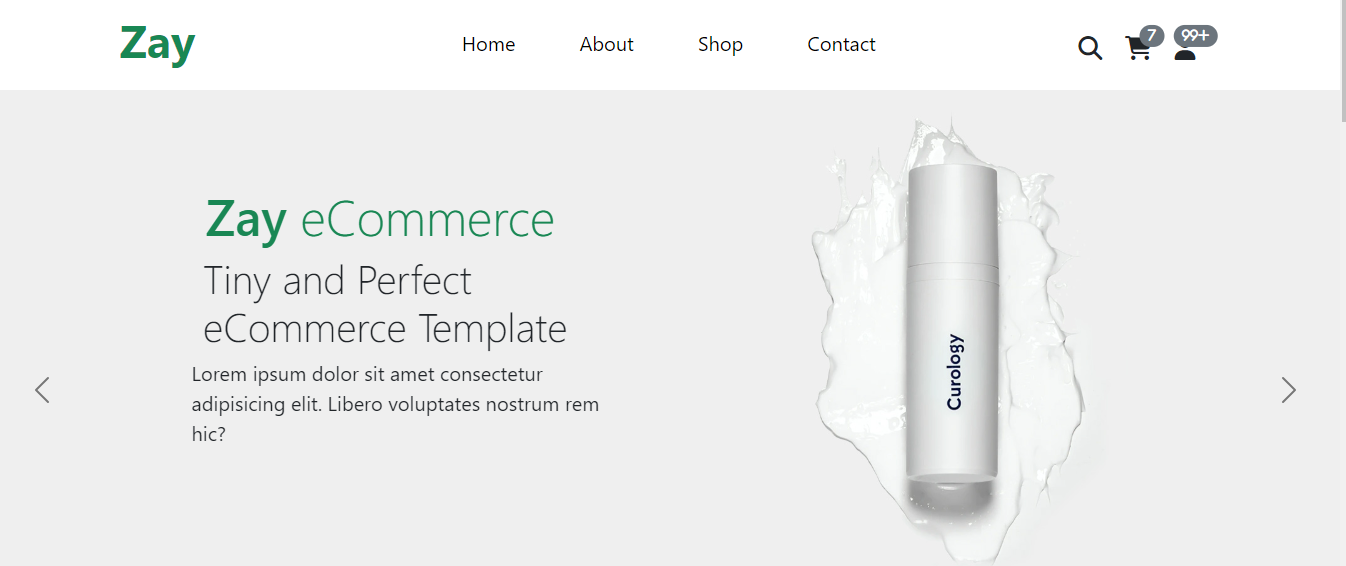 Zay
Home About Shop Contact
7 99+
Zay eCommerce
Tiny and Perfect
eCommerce Template
Lorem ipsum dolor sit amet consectetur
adipisicing elit. Libero voluptates nostrum rem
hic?
Curology